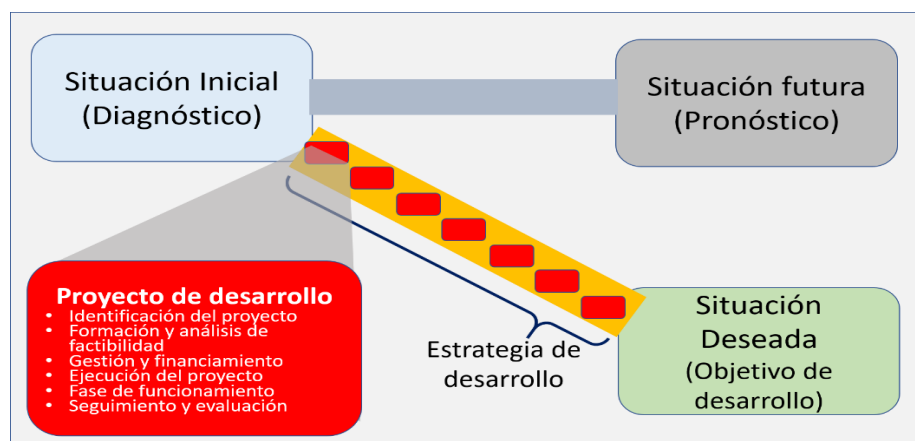 Situación Inicial
(Diagnóstico)
Situación futura
(Pronóstico)
Proyecto de desarrollo
• Identificación del proyecto
• Formación y análisis de
factibilidad
• Gestión y financiamiento
• Ejecución del proyecto
• Fase de funcionamiento
• Seguimiento y evaluación
Estrategia de
desarrollo
Situación
Deseada
(Objetivo de
desarrollo)